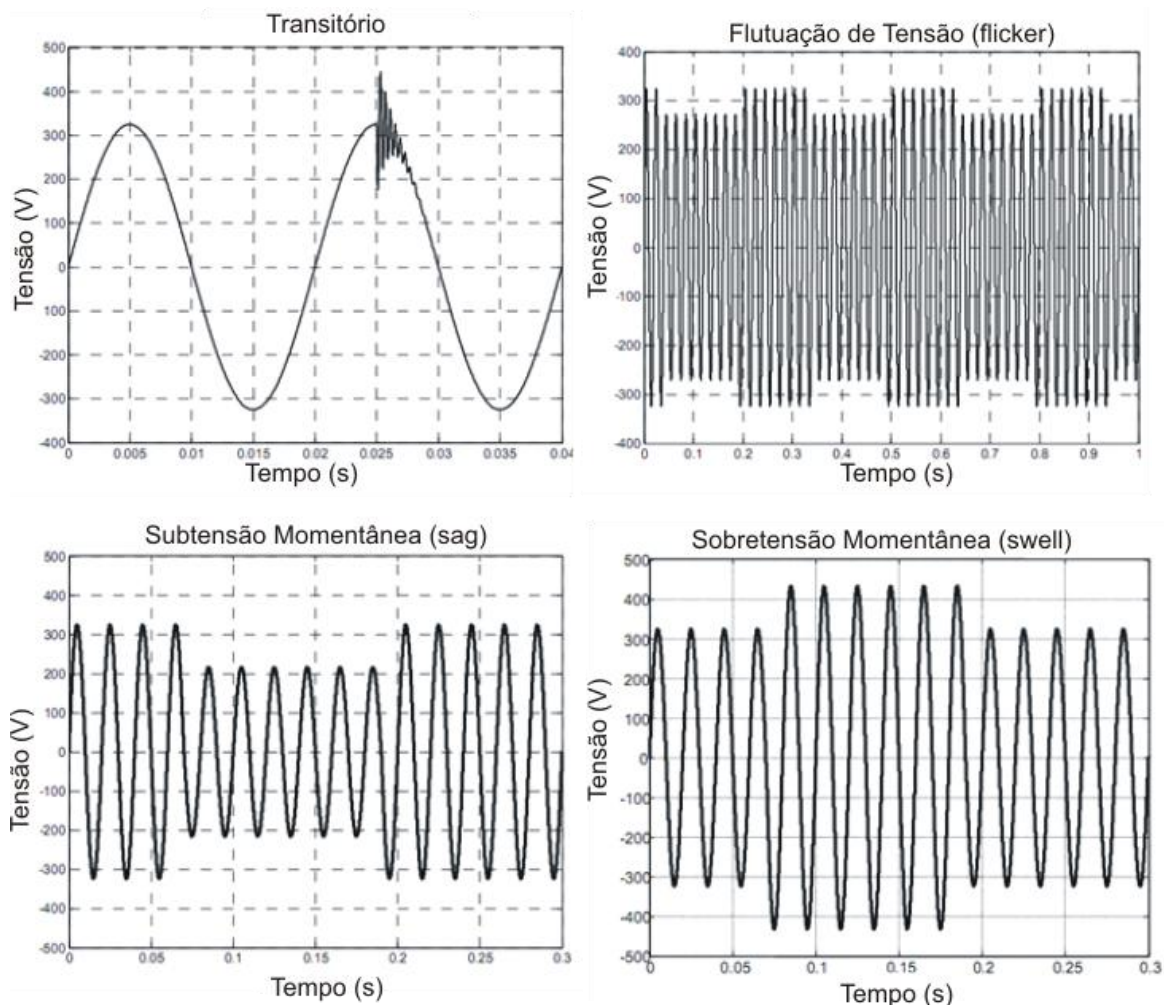 Transitório
500
400
300
200
100
0
100
-200
-300
-400
0 0.005 0.01 0.015 0.02 0.025 0.03 0.035 0.04
Tensão (V)
Tempo (s)
Flutuação de Tensão (flicker)
400
300
200
100
0
-100
-200
-300
-400
0 0.1 0.2 0.3 0.4 0.5 0.6 0.7 0.8 0.9 1
Tensão (V)
Tempo (s)
Subtensão Momentânea (sag)
500
400
300
200
100
0
-100
-200
-300
-400
-500
0 0.05 0.1 0.15 0.2 0.25 0.3
Tensão (V)
Tempo (s)
Sobretensão Momentânea (swell)
500
400
300
200
100
0
-100
-200
-300
-400
-500
0 0.05 0.1 0.15 0.2 0.25 0.3
Tensão (V)
Tempo (s)